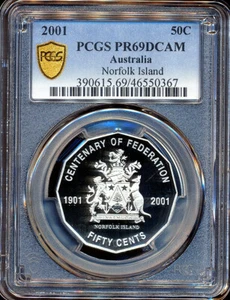 2001 50C
PCGS PR69DCAM
Australia
Norfolk Island
390615.69/46550367
PCGS
CENTENARY OF FEDERATION
1901 2001
NORFOLK ISLAND
FIFTY CENTS